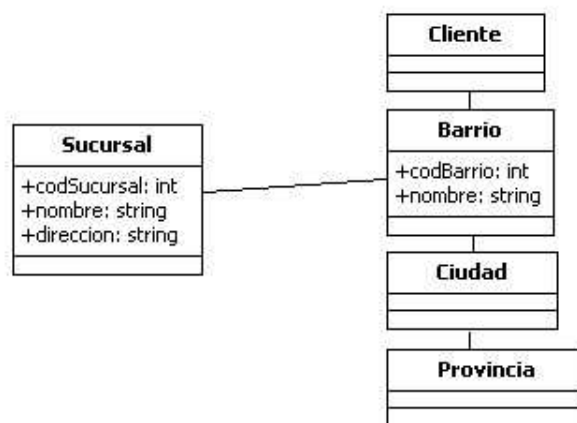 Cliente
Sucursal
+codSucursal: int
+nombre: string
+direccion: string
Barrio
+codBarrio: int
+nombre: string
Ciudad
Provincia